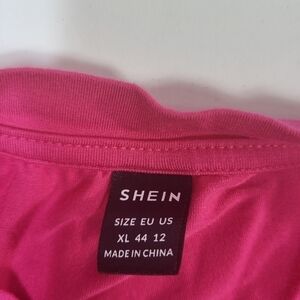 SHEIN
SIZE EU US
XL 44 12
MADE IN CHINA